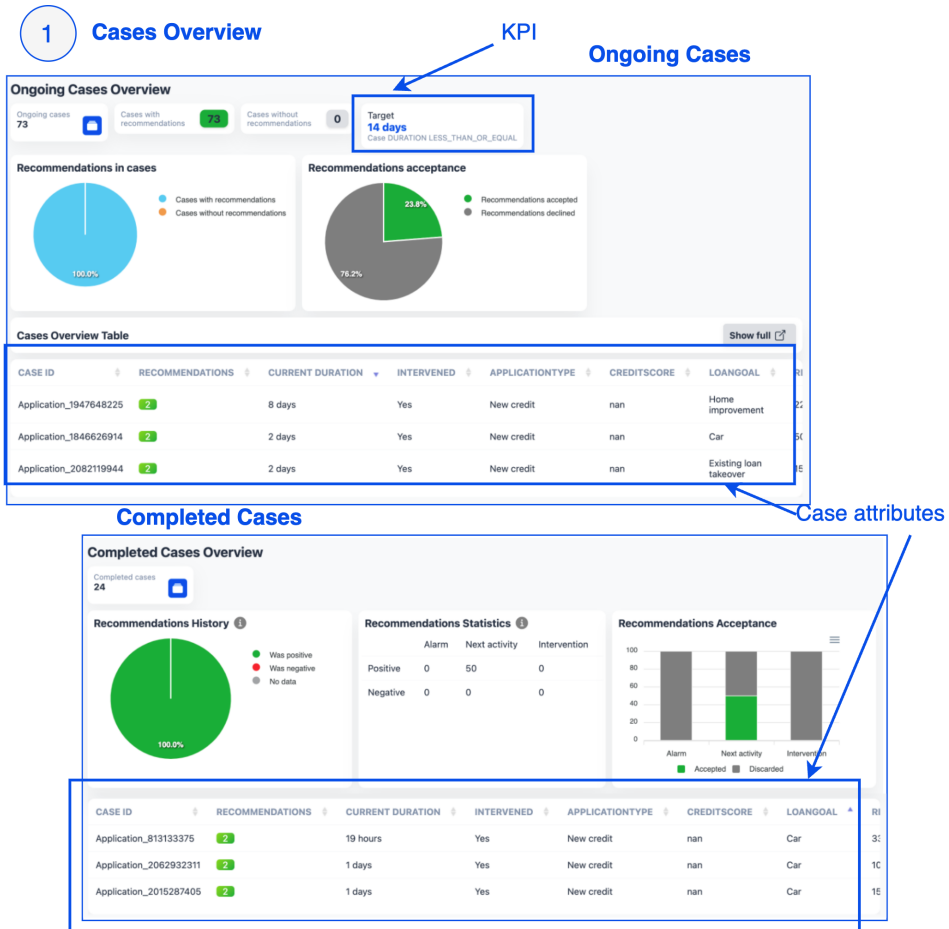 1 Cases Overview
KPI
Ongoing Cases
Ongoing Cases Overview
Ongoing cases
73
Cases with
recommendations
73
Cases without
recommendations
0
Target
14 days
Case DURATION LESS_THAN_OR_EQUAL
Recommendations in cases
Cases with recommendations
Cases without recommendations
100.0%
Recommendations acceptance
23.8%
Recommendations accepted
Recommendations declined
76.2%
Cases Overview Table
Show full
CASE ID RECOMMENDATIONS CURRENT DURATION INTERVENED APPLICATIONTYPE CREDITSCORE LOANGOAL RI
Application_1947648225 2 8 days Yes New credit nan Home improvement 22
Application_1846626914 2 2 days Yes New credit nan Car 50
Application_2082119944 2 2 days Yes New credit nan Existing loan takeover 15
Case attributes
Completed Cases
Completed Cases Overview
Completed cases
24
Recommendations History
Was positive
Was negative
No data
100.0%
Recommendations Statistics
Alarm Next activity Intervention
Positive 0 50 0
Negative 0 0 0
Recommendations Acceptance
100
80
60
40
20
0
Alarm Next activity Intervention
Accepted Discarded
CASE ID RECOMMENDATIONS CURRENT DURATION INTERVENED APPLICATIONTYPE CREDITSCORE LOANGOAL RI
Application_813133375 2 19 hours Yes New credit nan Car 33
Application_2062932311 2 1 days Yes New credit nan Car 10
Application_2015287405 2 1 days Yes New credit nan Car 15